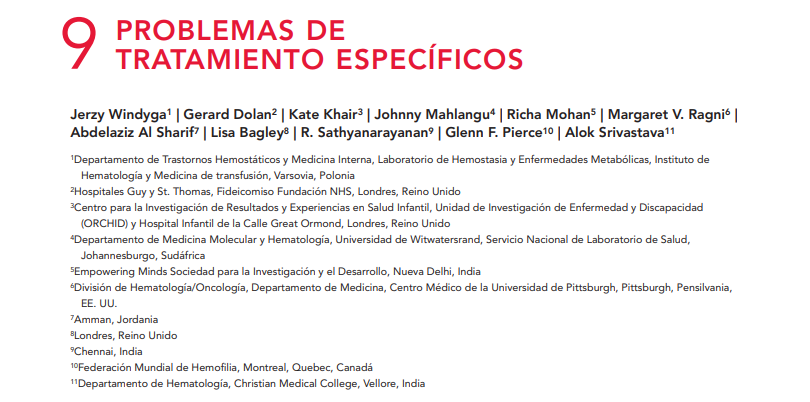 9 PROBLEMAS DE
TRATAMIENTO ESPECÍFICOS
Jerzy Windyga¹ | Gerard Dolan² | Kate Khair³ | Johnny Mahlangu⁴ | Richa Mohan⁵ | Margaret V. Ragni⁶ |
Abdelaziz Al Sharif⁷ | Lisa Bagley⁸ | R. Sathyanarayanan⁹ | Glenn F. Pierce¹⁰ | Alok Srivastava¹¹
¹Departamento de Trastornos Hemostáticos y Medicina Interna, Laboratorio de Hemostasia y Enfermedades Metabólicas, Instituto de
Hematología y Medicina de transfusión, Varsovia, Polonia
²Hospitales Guy y St. Thomas, Fideicomiso Fundación NHS, Londres, Reino Unido
³Centro para la Investigación de Resultados y Experiencias en Salud Infantil, Unidad de Investigación de Enfermedad y Discapacidad
(ORCHID) y Hospital Infantil de la Calle Great Ormond, Londres, Reino Unido
⁴Departamento de Medicina Molecular y Hematología, Universidad de Witwatersrand, Servicio Nacional de Laboratorio de Salud,
Johannesburgo, Sudáfrica
⁵Empowering Minds Sociedad para la Investigación y el Desarrollo, Nueva Delhi, India
⁶División de Hematología/Oncología, Departamento de Medicina, Centro Médico de la Universidad de Pittsburgh, Pittsburgh, Pensilvania,
EE. UU.
⁷Amman, Jordania
⁸Londres, Reino Unido
⁹Chennai, India
¹⁰Federación Mundial de Hemofilia, Montreal, Quebec, Canadá
¹¹Departamento de Hematología, Christian Medical College, Vellore, India